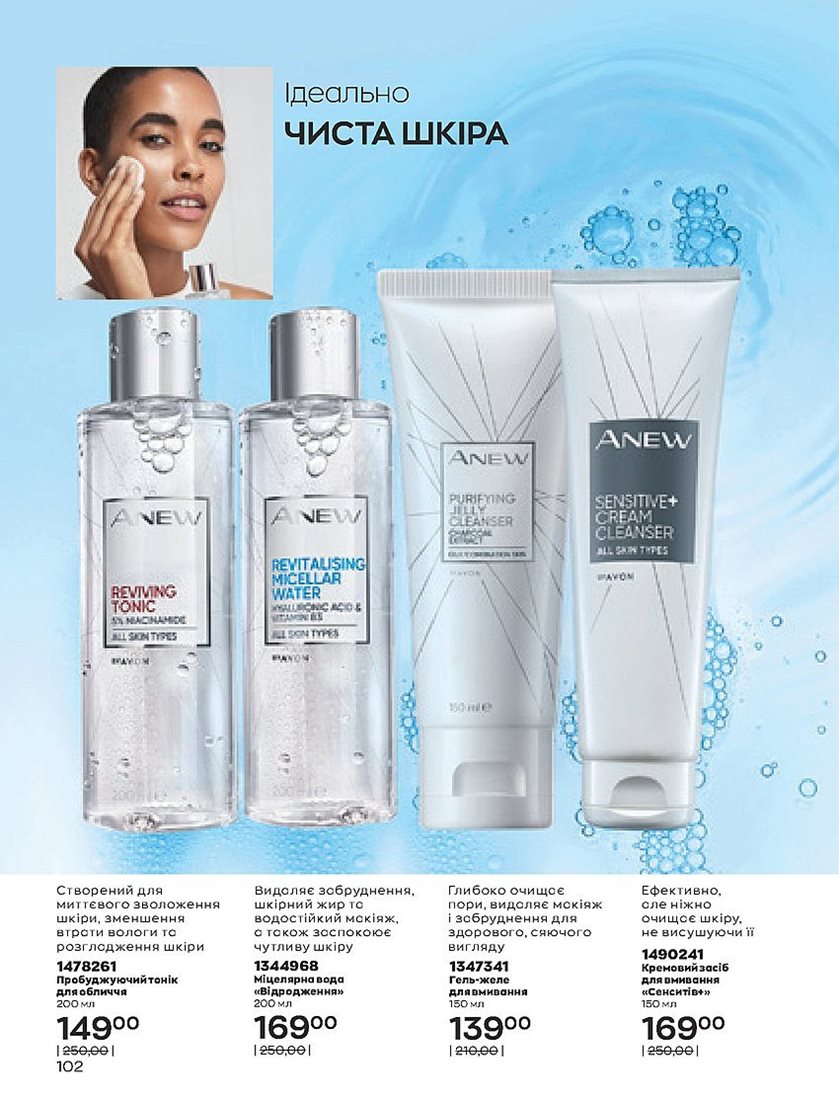 Ідеально
ЧИСТА ШКІРА
ANEW
REVIVING
TONIC
5% NIACINAMIDE
ALL SKIN TYPES
AVON
200 ml
ANEW
REVITALISING
MICELLAR
WATER
HYALURONIC ACID &
VITAMIN B3
ALL SKIN TYPES
AVON
ANEW
PURIFYING
JELLY
CLEANSER
CHARCOAL
EXTRACT
AVON
150 ml e
ANEW
SENSITIVE+
CREAM
CLEANSER
ALL SKIN TYPES
AVON
Створений для
миттєвого зволоження
шкіри, зменшення
втрати вологи та
розгладження шкіри
1478261
Пробуджуючий тонік
для обличчя
200 мл
149⁰⁰
|250,00|
Видаляє забруднення,
шкірний жир та
водостійкий макіяж,
а також заспокоює
чутливу шкіру
1344968
Міцелярна вода
«Відродження»
200 мл
169⁰⁰
|250,00|
Глибоко очищає
пори, видаляє макіяж
і забруднення для
здорового, сяючого
вигляду
1347341
Гель-желе
для вмивання
150 мл
139⁰⁰
|210,00|
Ефективно,
але ніжно
очищає шкіру,
не висушуючи її
1490241
Кремовий засіб
для вмивання
«Сенситів+»
150 мл
169⁰⁰
|250,00|
102